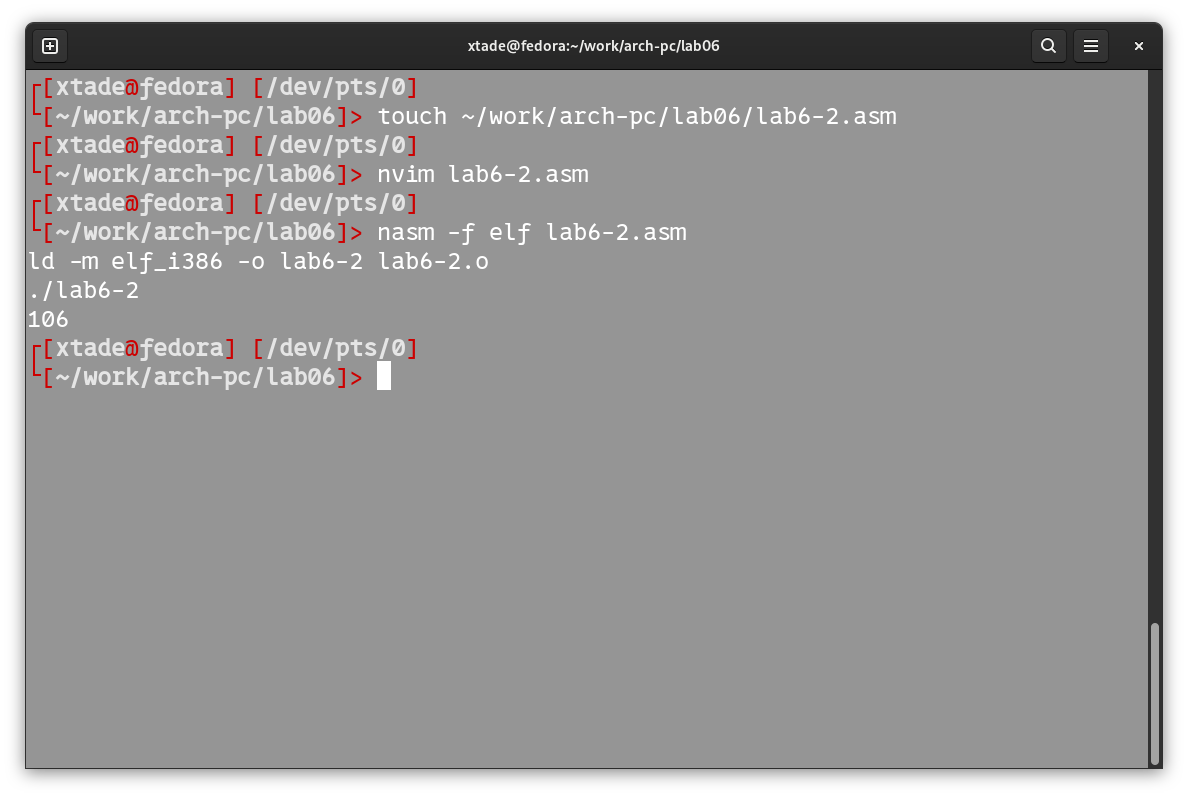 xtade@fedora:~/work/arch-pc/lab06
┌[xtade@fedora] [/dev/pts/0]
└[~/work/arch-pc/lab06]> touch ~/work/arch-pc/lab06/lab6-2.asm
┌[xtade@fedora] [/dev/pts/0]
└[~/work/arch-pc/lab06]> nvim lab6-2.asm
┌[xtade@fedora] [/dev/pts/0]
└[~/work/arch-pc/lab06]> nasm -f elf lab6-2.asm
ld -m elf_i386 -o lab6-2 lab6-2.o
./lab6-2
106
┌[xtade@fedora] [/dev/pts/0]
└[~/work/arch-pc/lab06]>